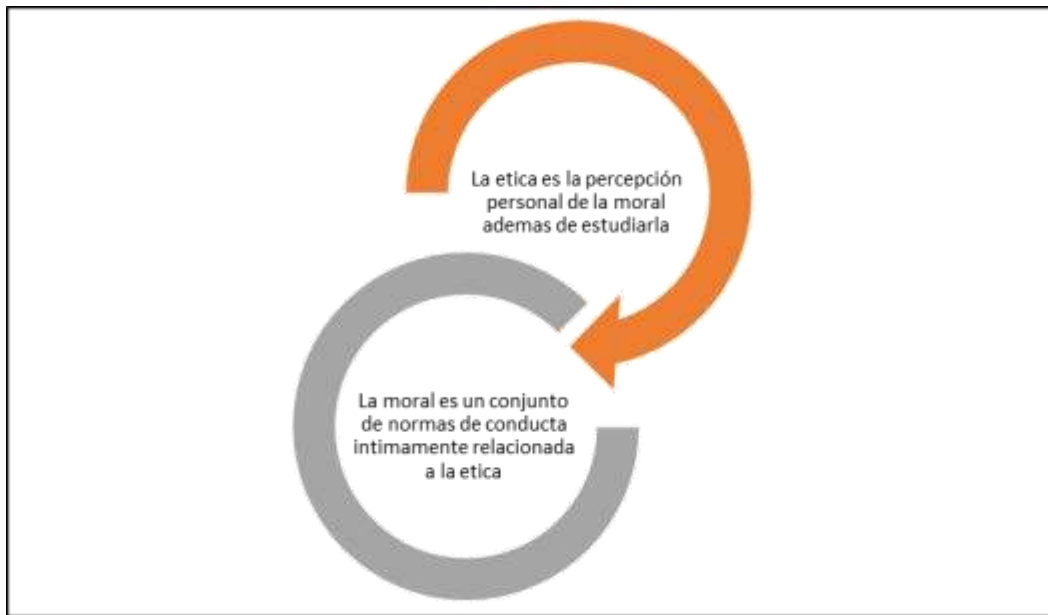 La etica es la percepción
personal de la moral
ademas de estudiarla
La moral es un conjunto
de normas de conducta
intimamente relacionada
a la etica